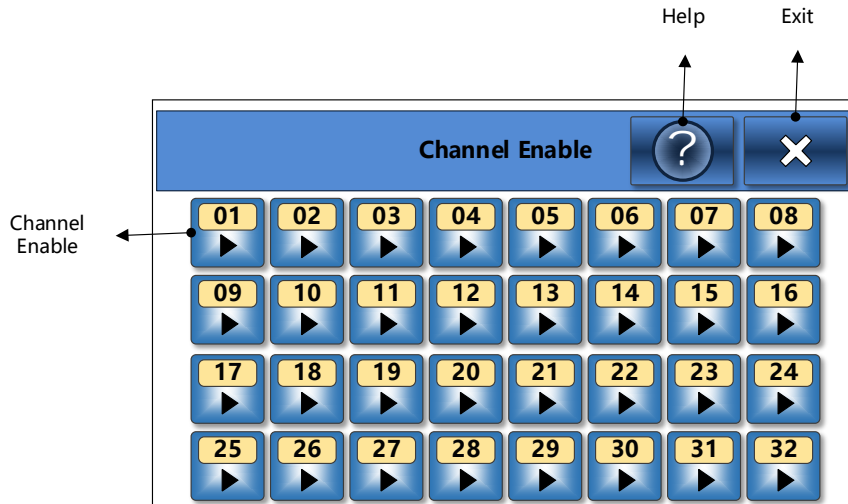 Help Exit
Channel Enable
?
01 02 03 04 05 06 07 08
Channel
Enable
09 10 11 12 13 14 15 16
17 18 19 20 21 22 23 24
25 26 27 28 29 30 31 32